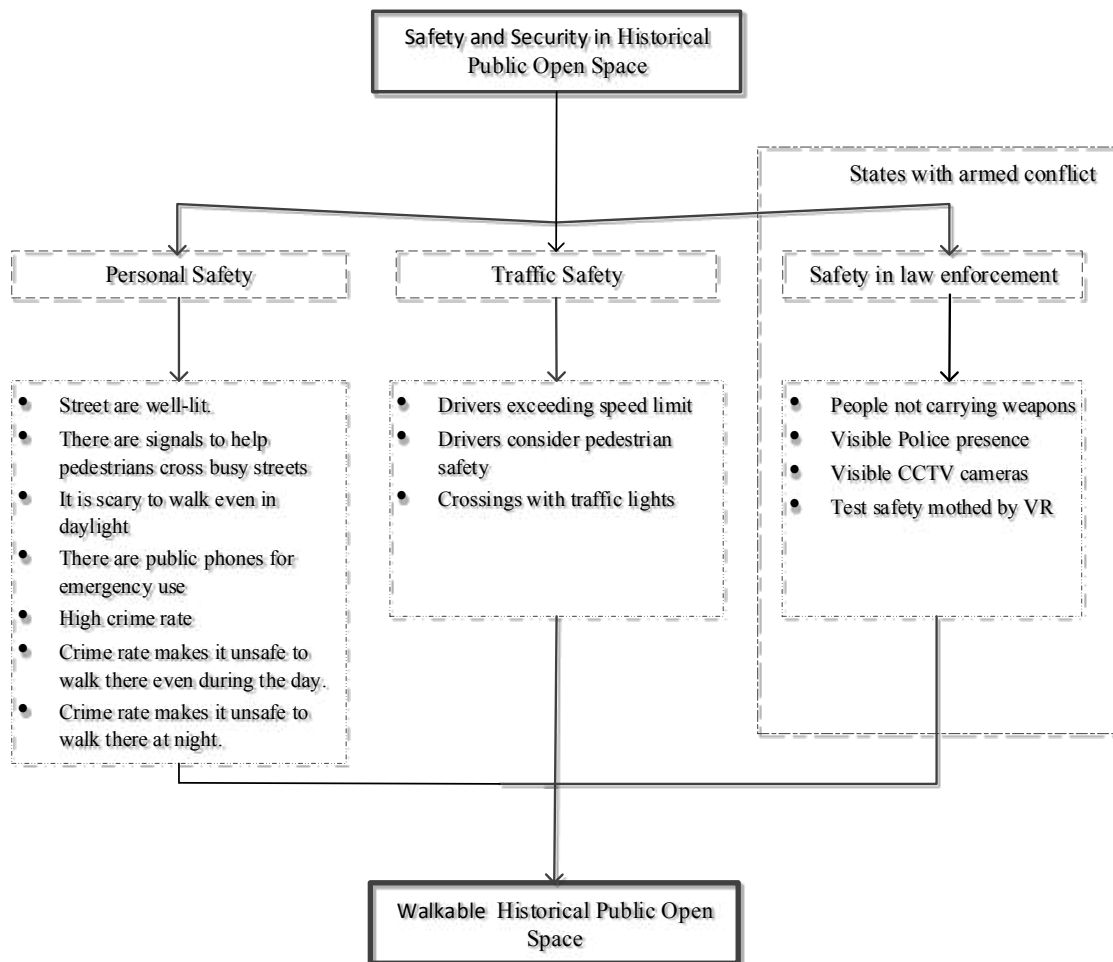 Safety and Security in Historical
Public Open Space
States with armed conflict
Personal Safety
Traffic Safety
Safety in law enforcement
• Street are well-lit.
• There are signals to help
pedestrians cross busy streets
• It is scary to walk even in
daylight
• There are public phones for
emergency use
• High crime rate
• Crime rate makes it unsafe to
walk there even during the day.
• Crime rate makes it unsafe to
walk there at night.
• Drivers exceeding speed limit
• Drivers consider pedestrian
safety
• Crossings with traffic lights
• People not carrying weapons
• Visible Police presence
• Visible CCTV cameras
• Test safety mothed by VR
Walkable Historical Public Open
Space